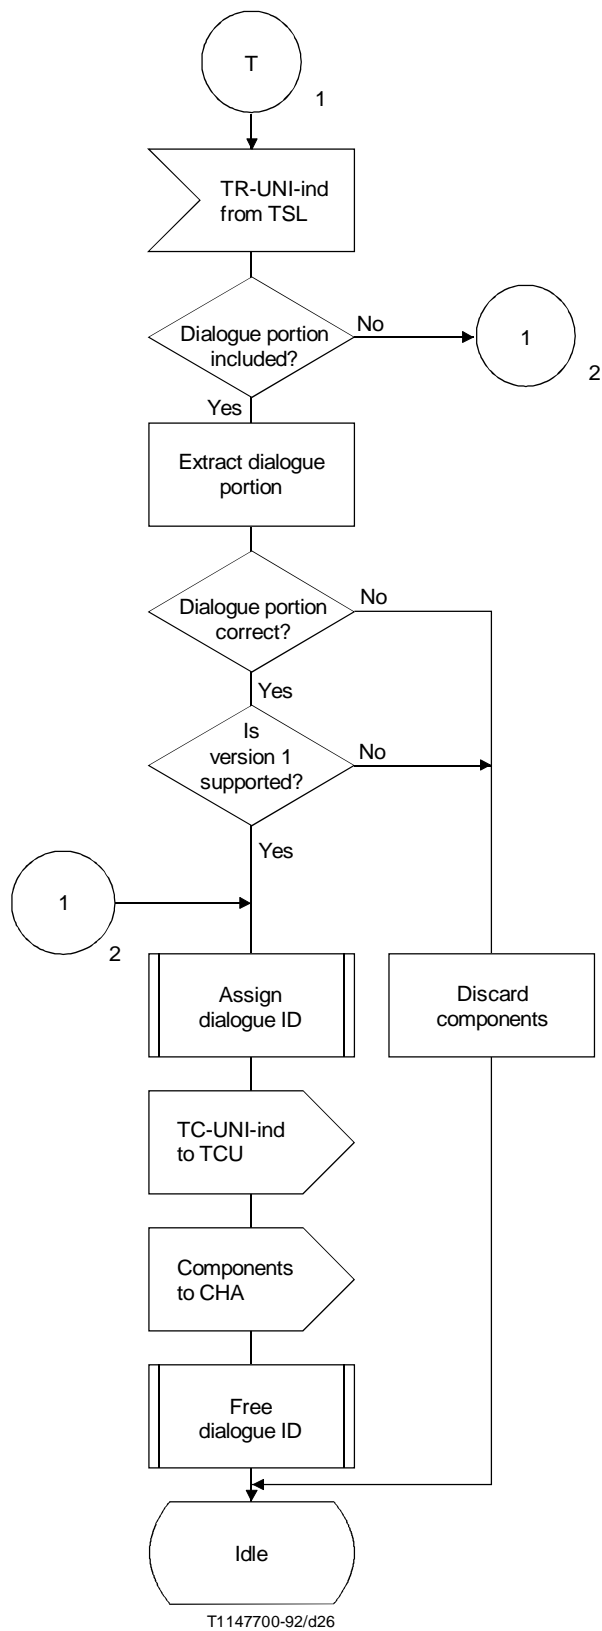 T
1
TR-UNI-ind
from TSL
Dialogue portion
included?
No
1
2
Yes
Extract dialogue
portion
Dialogue portion
correct?
No
Yes
Is
version 1
supported?
No
Yes
1
2
Assign
dialogue ID
Discard
components
TC-UNI-ind
to TCU
Components
to CHA
Free
dialogue ID
Idle
T1147700-92/d26